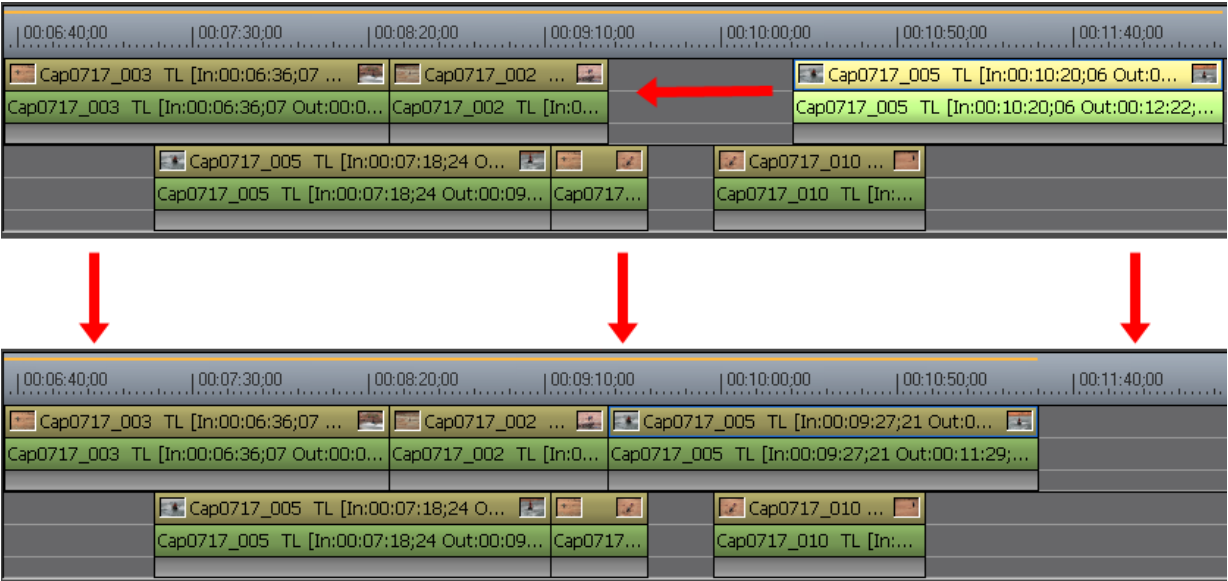 00:06:40;00 00:07:30;00 00:08:20;00 00:09:10;00 00:10:00;00 00:10:50;00 00:11:40;00
Cap0717_003 TL [In:00:06:36;07 ... Cap0717_002 ... Cap0717_005 TL [In:00:10:20;06 Out:0...
Cap0717_003 TL [In:00:06:36;07 Out:00:0... Cap0717_002 TL [In:0... Cap0717_005 TL [In:00:10:20;06 Out:00:12:22;...
Cap0717_005 TL [In:00:07:18;24 O... Cap0717_010 ...
Cap0717_005 TL [In:00:07:18;24 Out:00:09... Cap0717... Cap0717_010 TL [In:...
00:06:40;00 00:07:30;00 00:08:20;00 00:09:10;00 00:10:00;00 00:10:50;00 00:11:40;00
Cap0717_003 TL [In:00:06:36;07 ... Cap0717_002 ... Cap0717_005 TL [In:00:09:27;21 Out:0...
Cap0717_003 TL [In:00:06:36;07 Out:00:0... Cap0717_002 TL [In:0... Cap0717_005 TL [In:00:09:27;21 Out:00:11:29;...
Cap0717_005 TL [In:00:07:18;24 O... Cap0717_010 ...
Cap0717_005 TL [In:00:07:18;24 Out:00:09... Cap0717... Cap0717_010 TL [In:...